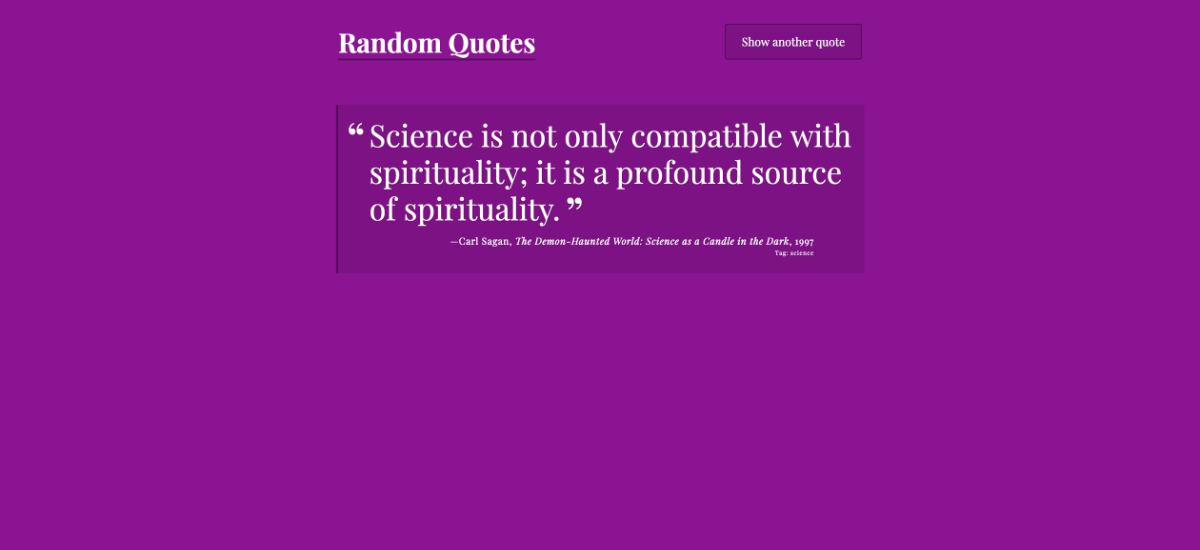 Random Quotes
Show another quote
“Science is not only compatible with
spirituality; it is a profound source
of spirituality.”
—Carl Sagan, The Demon-Haunted World: Science as a Candle in the Dark, 1997
Tag: science